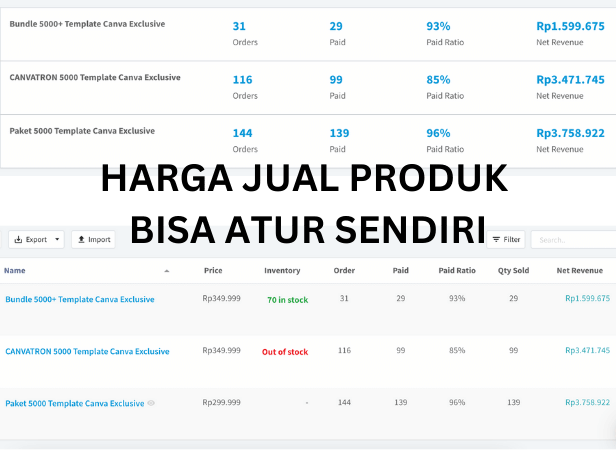 Bundle 5000+ Template Canva Exclusive 31 29 93% Rp1.599.675
Orders Paid Paid Ratio Net Revenue
CANVATRON 5000 Template Canva Exclusive 116 99 85% Rp3.471.745
Orders Paid Paid Ratio Net Revenue
Paket 5000 Template Canva Exclusive 144 139 96% Rp3.758.922
Orders Paid Paid Ratio Net Revenue
HARGA JUAL PRODUK
BISA ATUR SENDIRI
Export Import Filter Search..
Name Price Inventory Order Paid Paid Ratio Qty Sold Net Revenue
Bundle 5000+ Template Canva Exclusive Rp349.999 70 in stock 31 29 93% 29 Rp1.599.675
CANVATRON 5000 Template Canva Exclusive Rp349.999 Out of stock 116 99 85% 99 Rp3.471.745
Paket 5000 Template Canva Exclusive Rp299.999 - 144 139 96% 139 Rp3.758.922